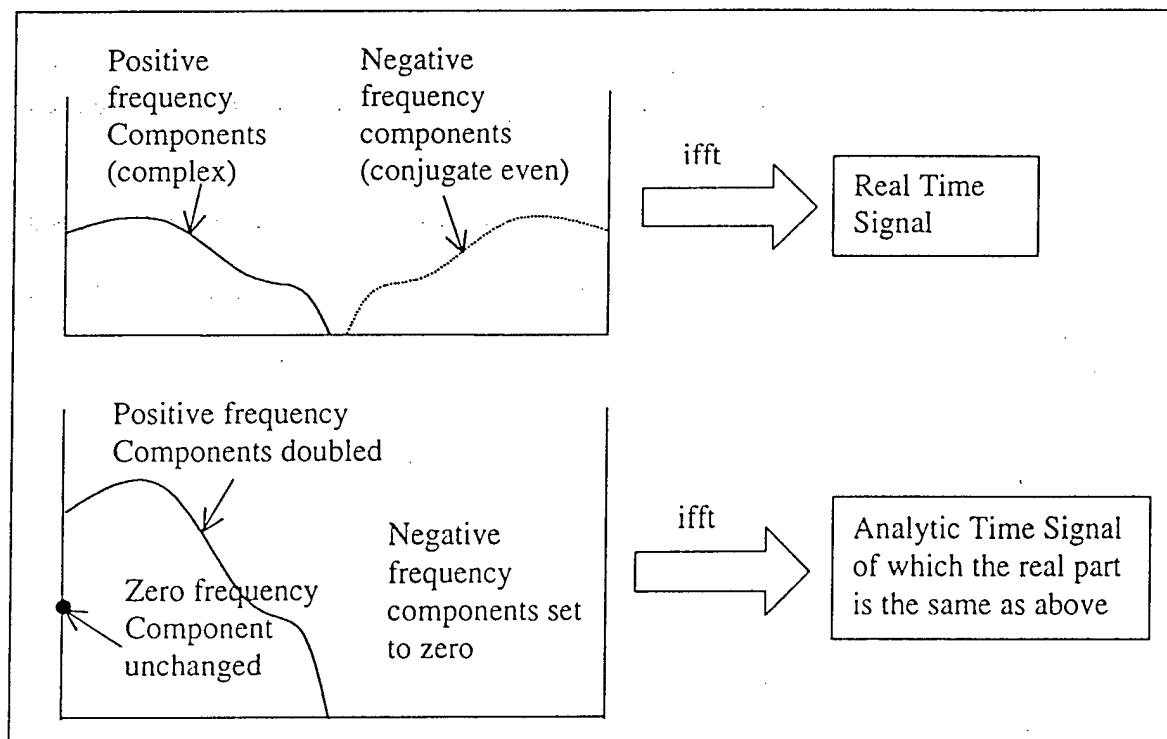 Positive
frequency
Components
(complex)
Negative
frequency
components
(conjugate even)
ifft
Real Time
Signal
Positive frequency
Components doubled
Zero frequency
Component
unchanged
Negative
frequency
components set
to zero
ifft
Analytic Time Signal
of which the real part
is the same as above